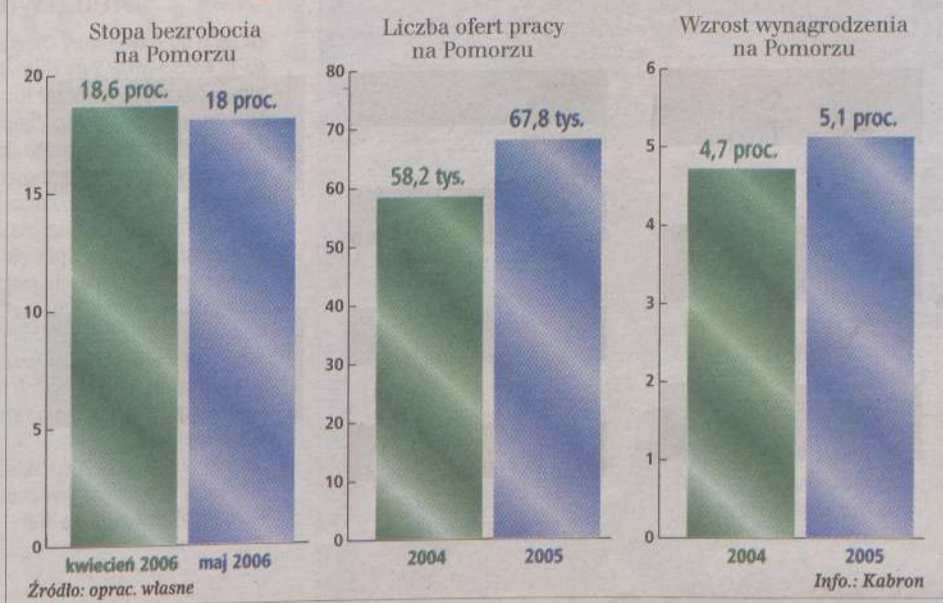 Stopa bezrobocia
na Pomorzu
20
15
10
5
0
18,6 proc.
18 proc.
kwiecień 2006
maj 2006
Liczba ofert pracy
na Pomorzu
80
70
60
50
40
30
20
10
0
58,2 tys.
67,8 tys.
2004
2005
Wzrost wynagrodzenia
na Pomorzu
6
5
4
3
2
1
0
4,7 proc.
5,1 proc.
2004
2005
Źródło: oprac. własne
Info.: Kabron